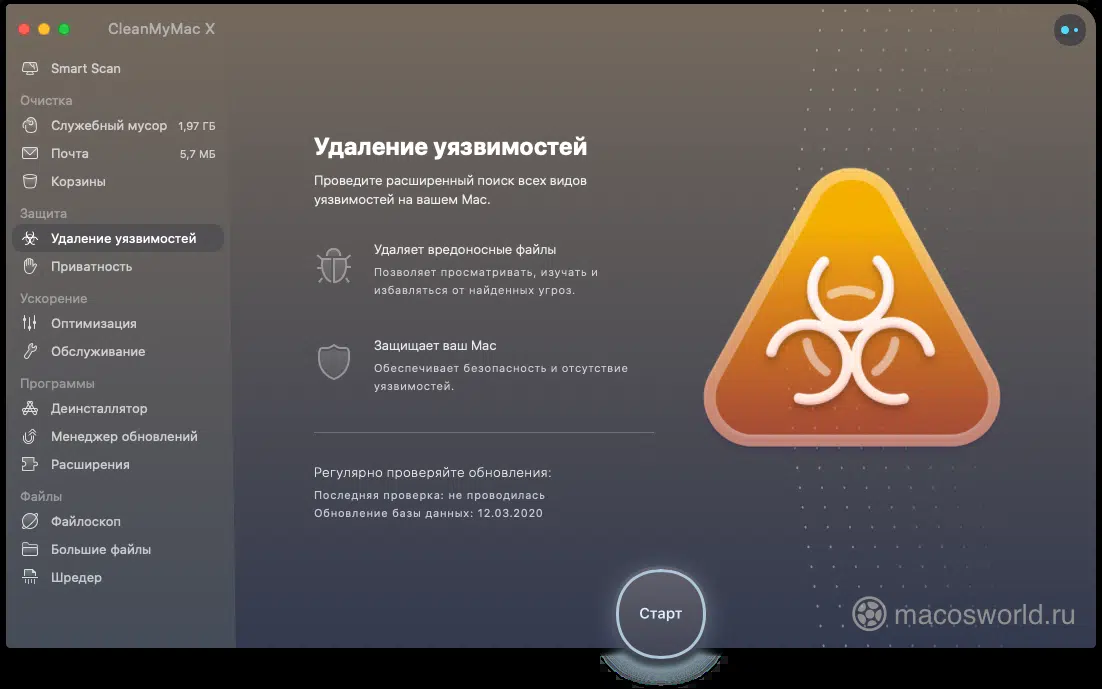 CleanMyMac X
Smart Scan
Очистка
Служебный мусор 1,97 ГБ
Почта 5,7 МБ
Корзины
Защита
Удаление уязвимостей
Приватность
Ускорение
Оптимизация
Обслуживание
Программы
Деинсталлятор
Менеджер обновлений
Расширения
Файлы
Файлоскоп
Большие файлы
Шредер
Удаление уязвимостей
Проведите расширенный поиск всех видов
уязвимостей на вашем Mac.
Удаляет вредоносные файлы
Позволяет просматривать, изучать и
избавляться от найденных угроз.
Защищает ваш Mac
Обеспечивает безопасность и отсутствие
уязвимостей.
Регулярно проверяйте обновления:
Последняя проверка: не проводилась
Обновление базы данных: 12.03.2020
Старт
macosworld.ru